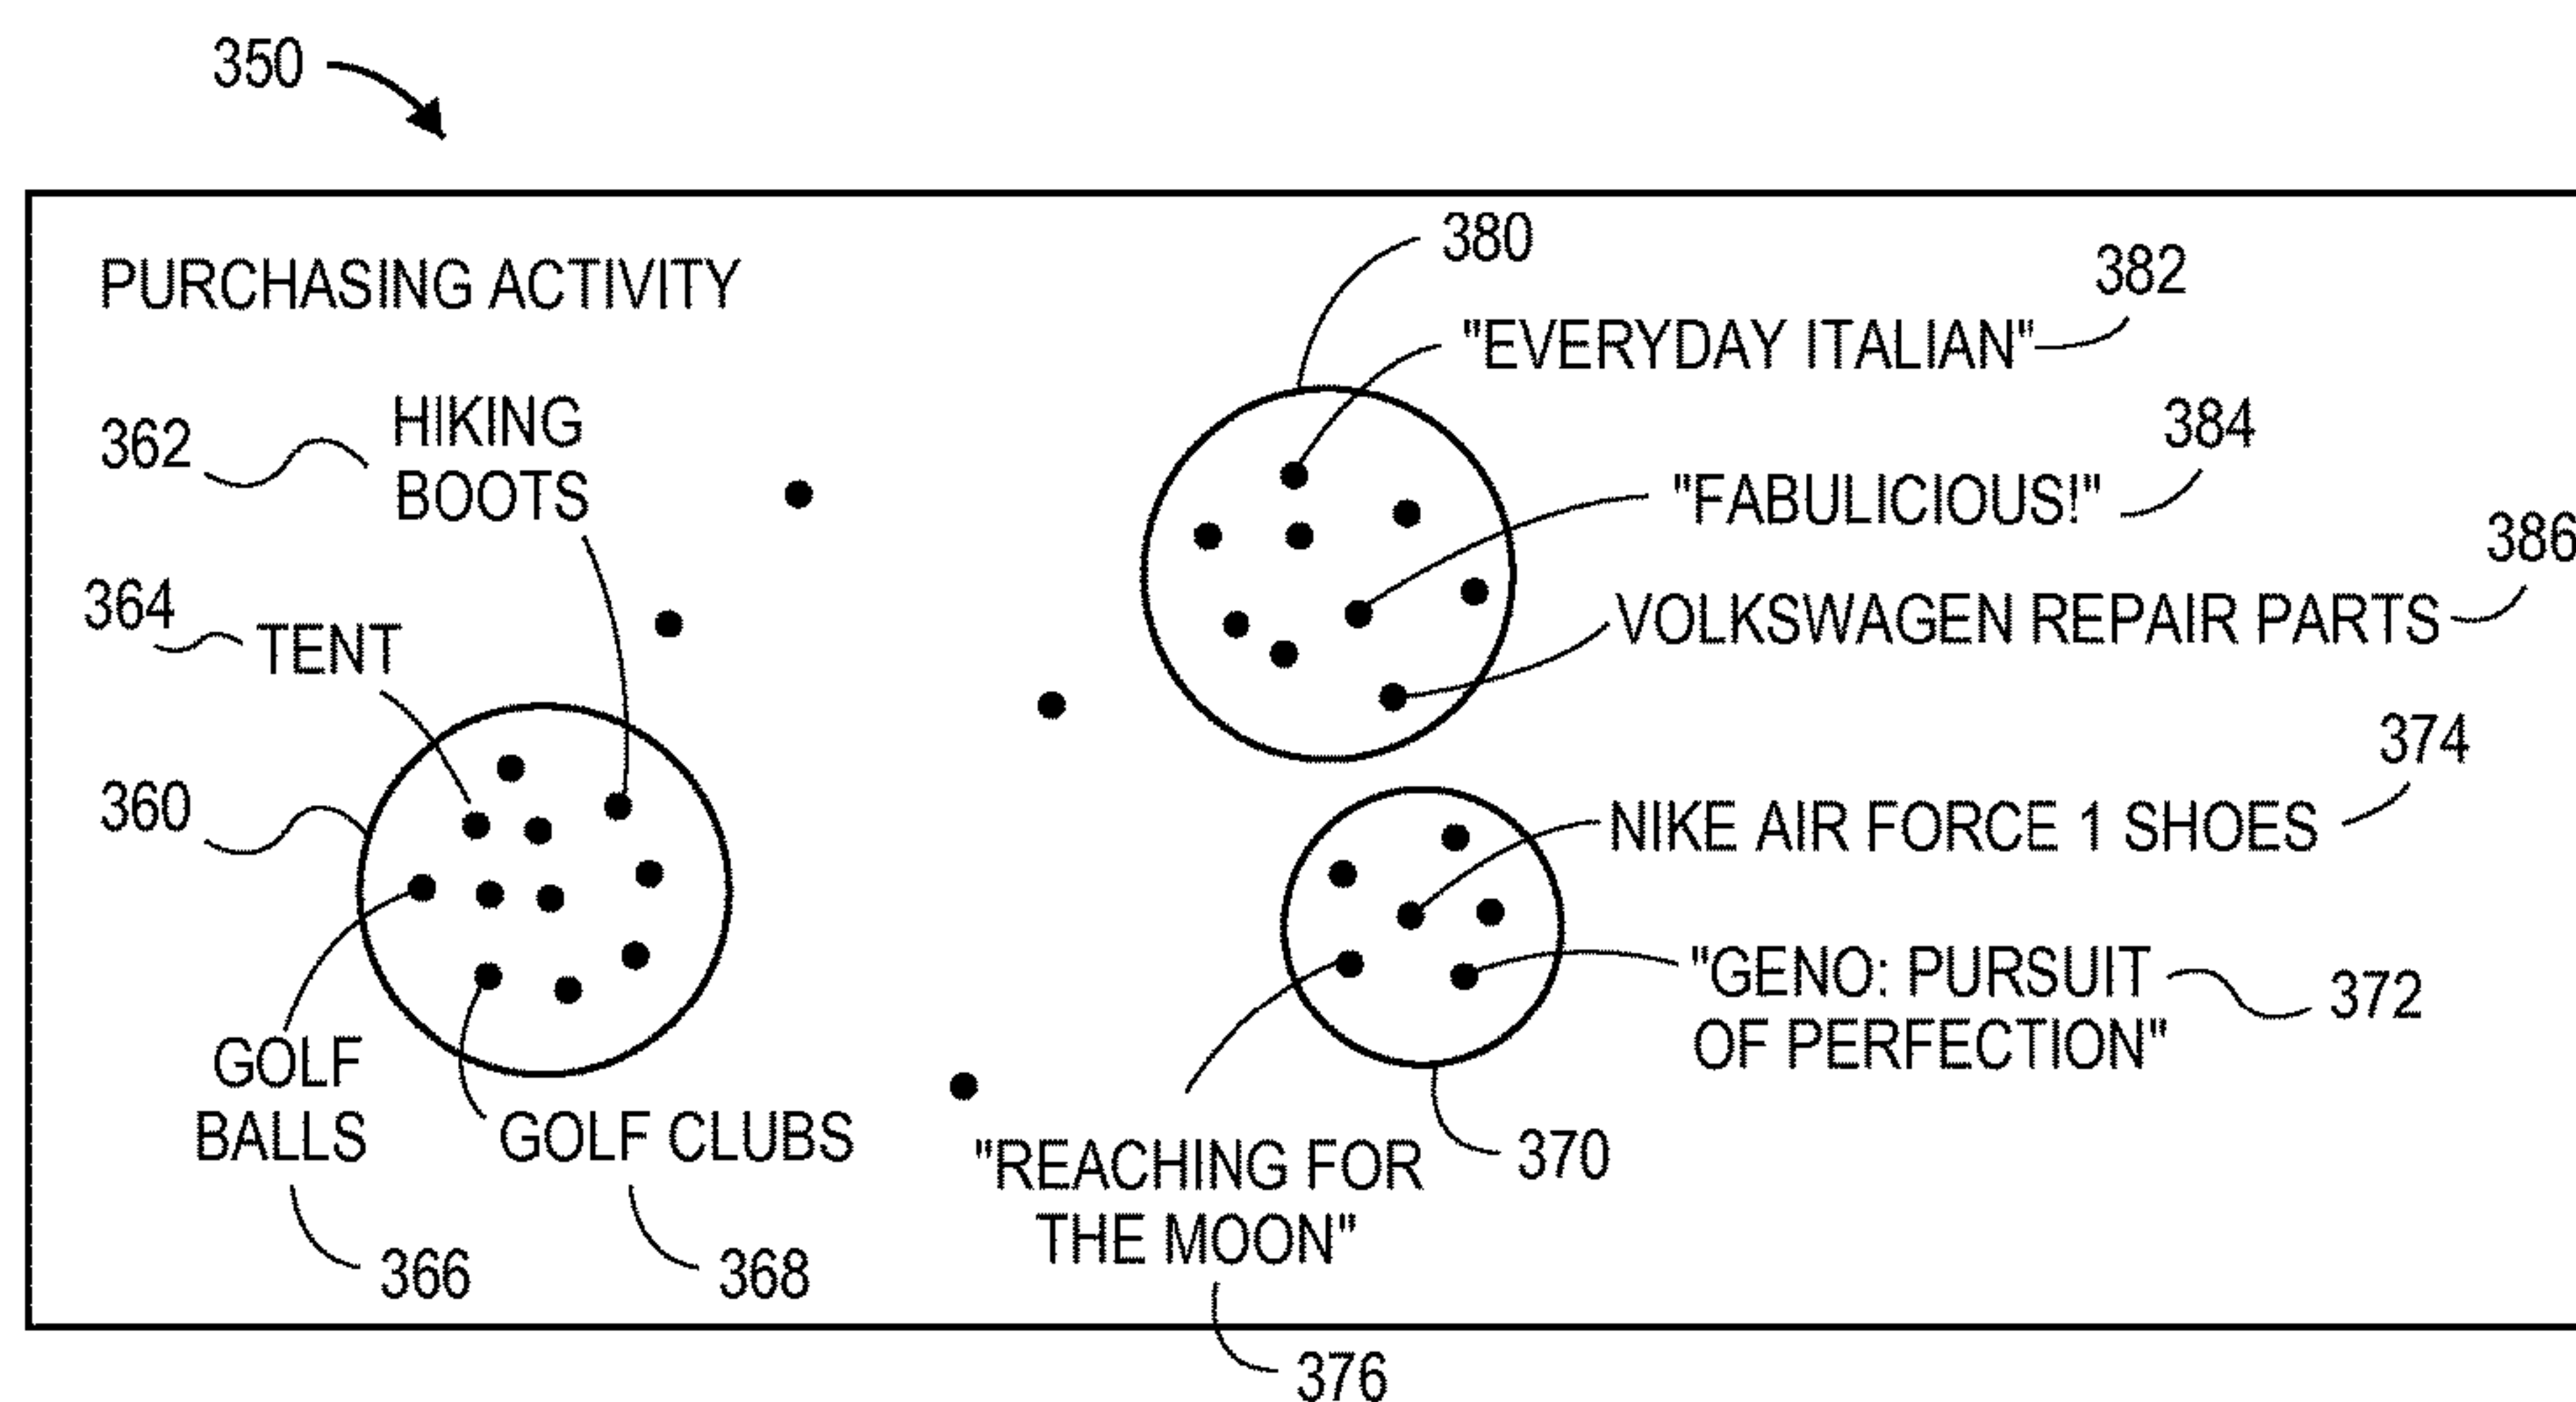 350
PURCHASING ACTIVITY
380
"EVERYDAY ITALIAN"
382
362
HIKING
BOOTS
"FABULICIOUS!"
384
386
364
TENT
VOLKSWAGEN REPAIR PARTS
374
360
NIKE AIR FORCE 1 SHOES
"GENO: PURSUIT
OF PERFECTION"
372
GOLF
BALLS
GOLF CLUBS
"REACHING FOR
THE MOON"
370
366
368
376